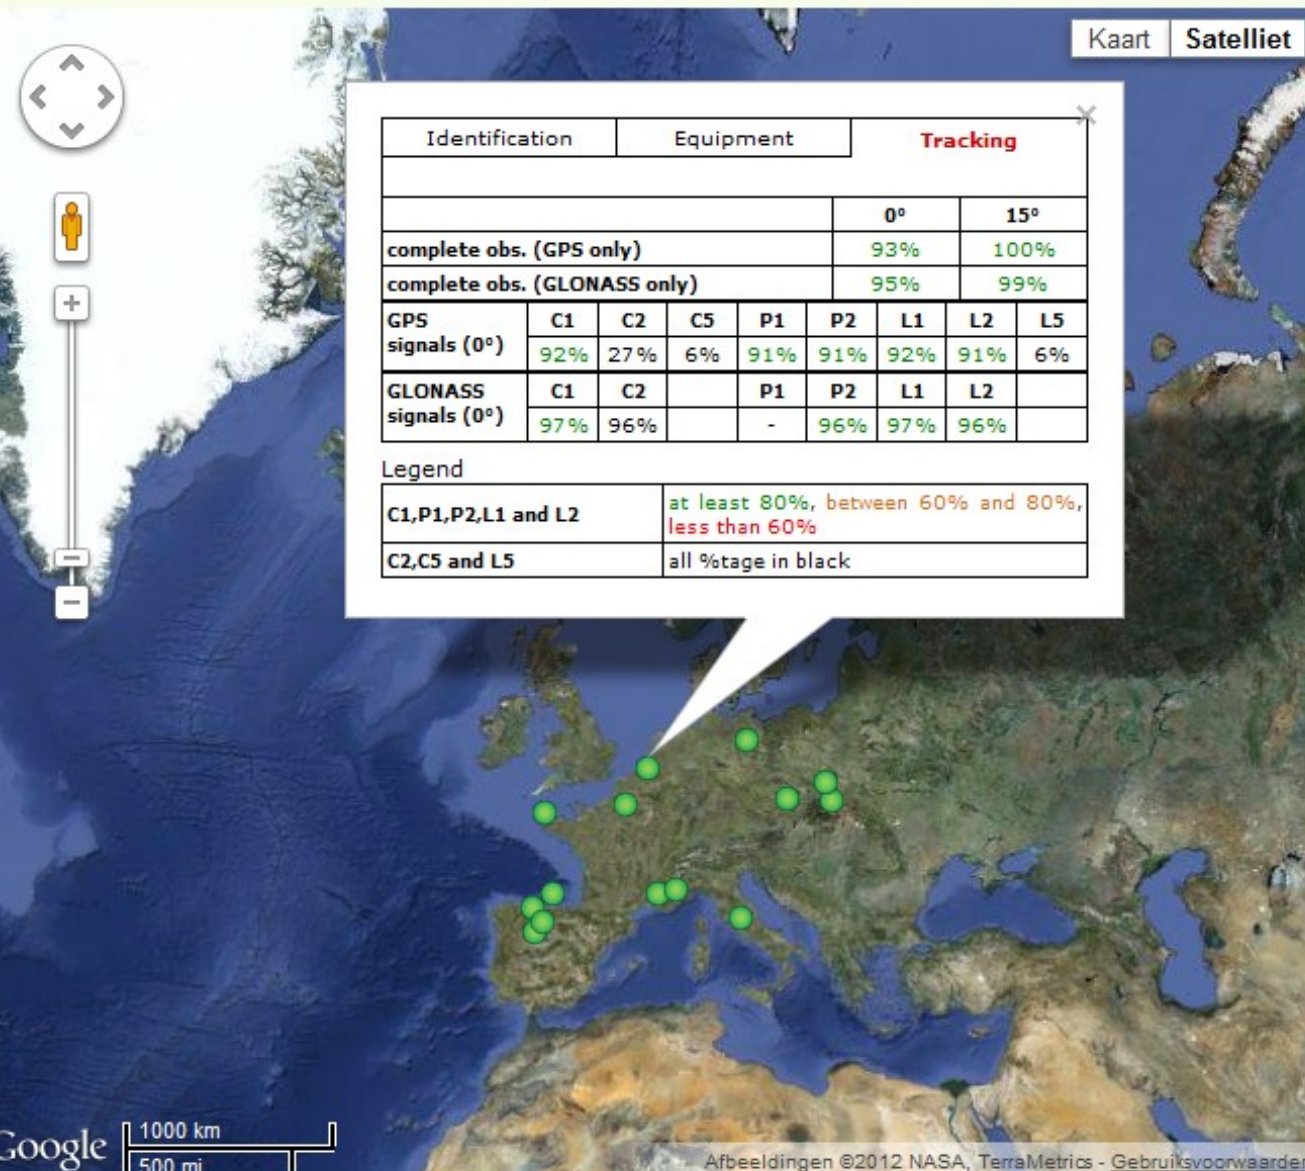 Kaart Satelliet
Identification Equipment Tracking
0° 15°
complete obs. (GPS only) 93% 100%
complete obs. (GLONASS only) 95% 99%
GPS signals (0°) C1 C2 C5 P1 P2 L1 L2 L5
92% 27% 6% 91% 91% 92% 91% 6%
GLONASS signals (0°) C1 C2 P1 P2 L1 L2
97% 96% - 96% 97% 96%
Legend
C1,P1,P2,L1 and L2 at least 80%, between 60% and 80%,
less than 60%
C2,C5 and L5 all %tage in black
Google 1000 km
500 mi
Afbeeldingen ©2012 NASA, TerraMetrics - Gebruiksvoorwaarden